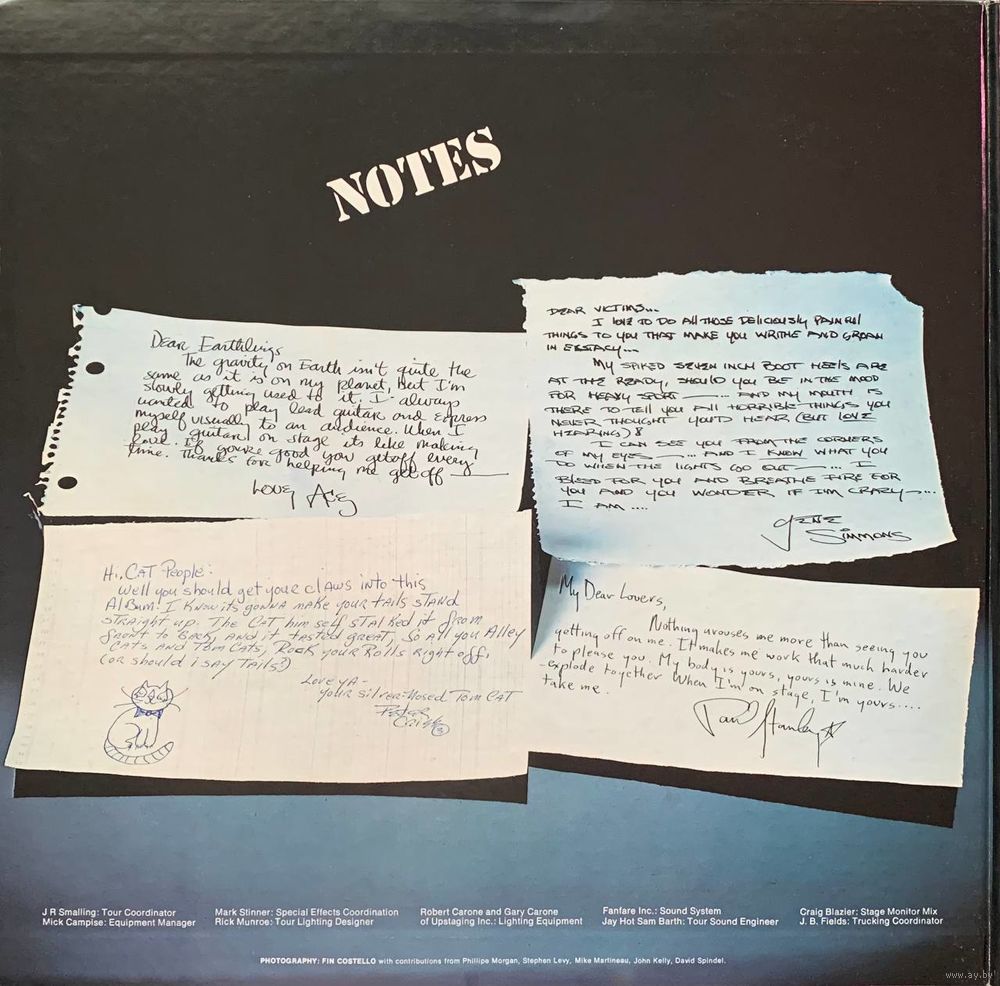 NOTES
Dear Earthlings
The gravity on Earth isn't quite the
same as it is on my planet, but I'm
slowly getting used to it. I always
wanted to play lead guitar and express
myself visually to an audience. When I
play guitar on stage its like making
love. If you're good you get off every
time. Thanks for helping me get off
Love, Ace
DEAR VICTIMS...
I LOVE TO DO ALL THOSE DELICIOUSLY PAINFUL
THINGS TO YOU THAT MAKE YOU WRITHE AND GROAN
IN ECSTACY...
MY SPIKED SEVEN INCH BOOT HEELS ARE
AT THE READY, SHOULD YOU BE IN THE MOOD
FOR HEAVY SPORT — ... AND MY MOUTH IS
THERE TO TELL YOU ALL HORRIBLE THINGS YOU
NEVER THOUGHT YOU'D HEAR (BUT LOVE
HEARING)!
I CAN SEE YOU FROM THE CORNERS
OF MY EYES — ... AND I KNOW WHAT YOU
DO WHEN THE LIGHTS GO OUT — ... I
BLEED FOR YOU AND BREATHE FIRE FOR
YOU AND YOU WONDER IF I'M CRAZY — ...
I AM ....
GENE
SIMMONS
Hi, CAT People:
Well you should get your clAws into this
AlBum. I Know its gonnA mAke your tAils STAnd
STRAight up. The CAT him self STAlked it from
front to BAck, And it tasted great, So All you Alley
CAts And Tom CAts, Rock your Rolls Right off,
(or should i sAy TAils?)
Love yA-
your silver-nosed Tom CAT
Peter
Criss
My Dear Lovers,
Nothing arouses me more than seeing you
getting off on me. It makes me work that much harder
to please you. My body is yours, yours is mine. We
explode together when I'm on stage, I'm yours....
take me.
Paul Stanley
J R Smalling: Tour Coordinator
Mick Campise: Equipment Manager
Mark Stinner: Special Effects Coordination
Rick Munroe: Tour Lighting Designer
Robert Carone and Gary Carone
of Upstaging Inc.: Lighting Equipment
Fanfare Inc.: Sound System
Jay Hot Sam Barth: Tour Sound Engineer
Craig Blazier: Stage Monitor Mix
J. B. Fields: Trucking Coordinator
PHOTOGRAPHY: FIN COSTELLO with contributions from Phillipe Morgan, Stephen Levy, Mike Martineau, John Kelly, David Spindel.
www.ay.by